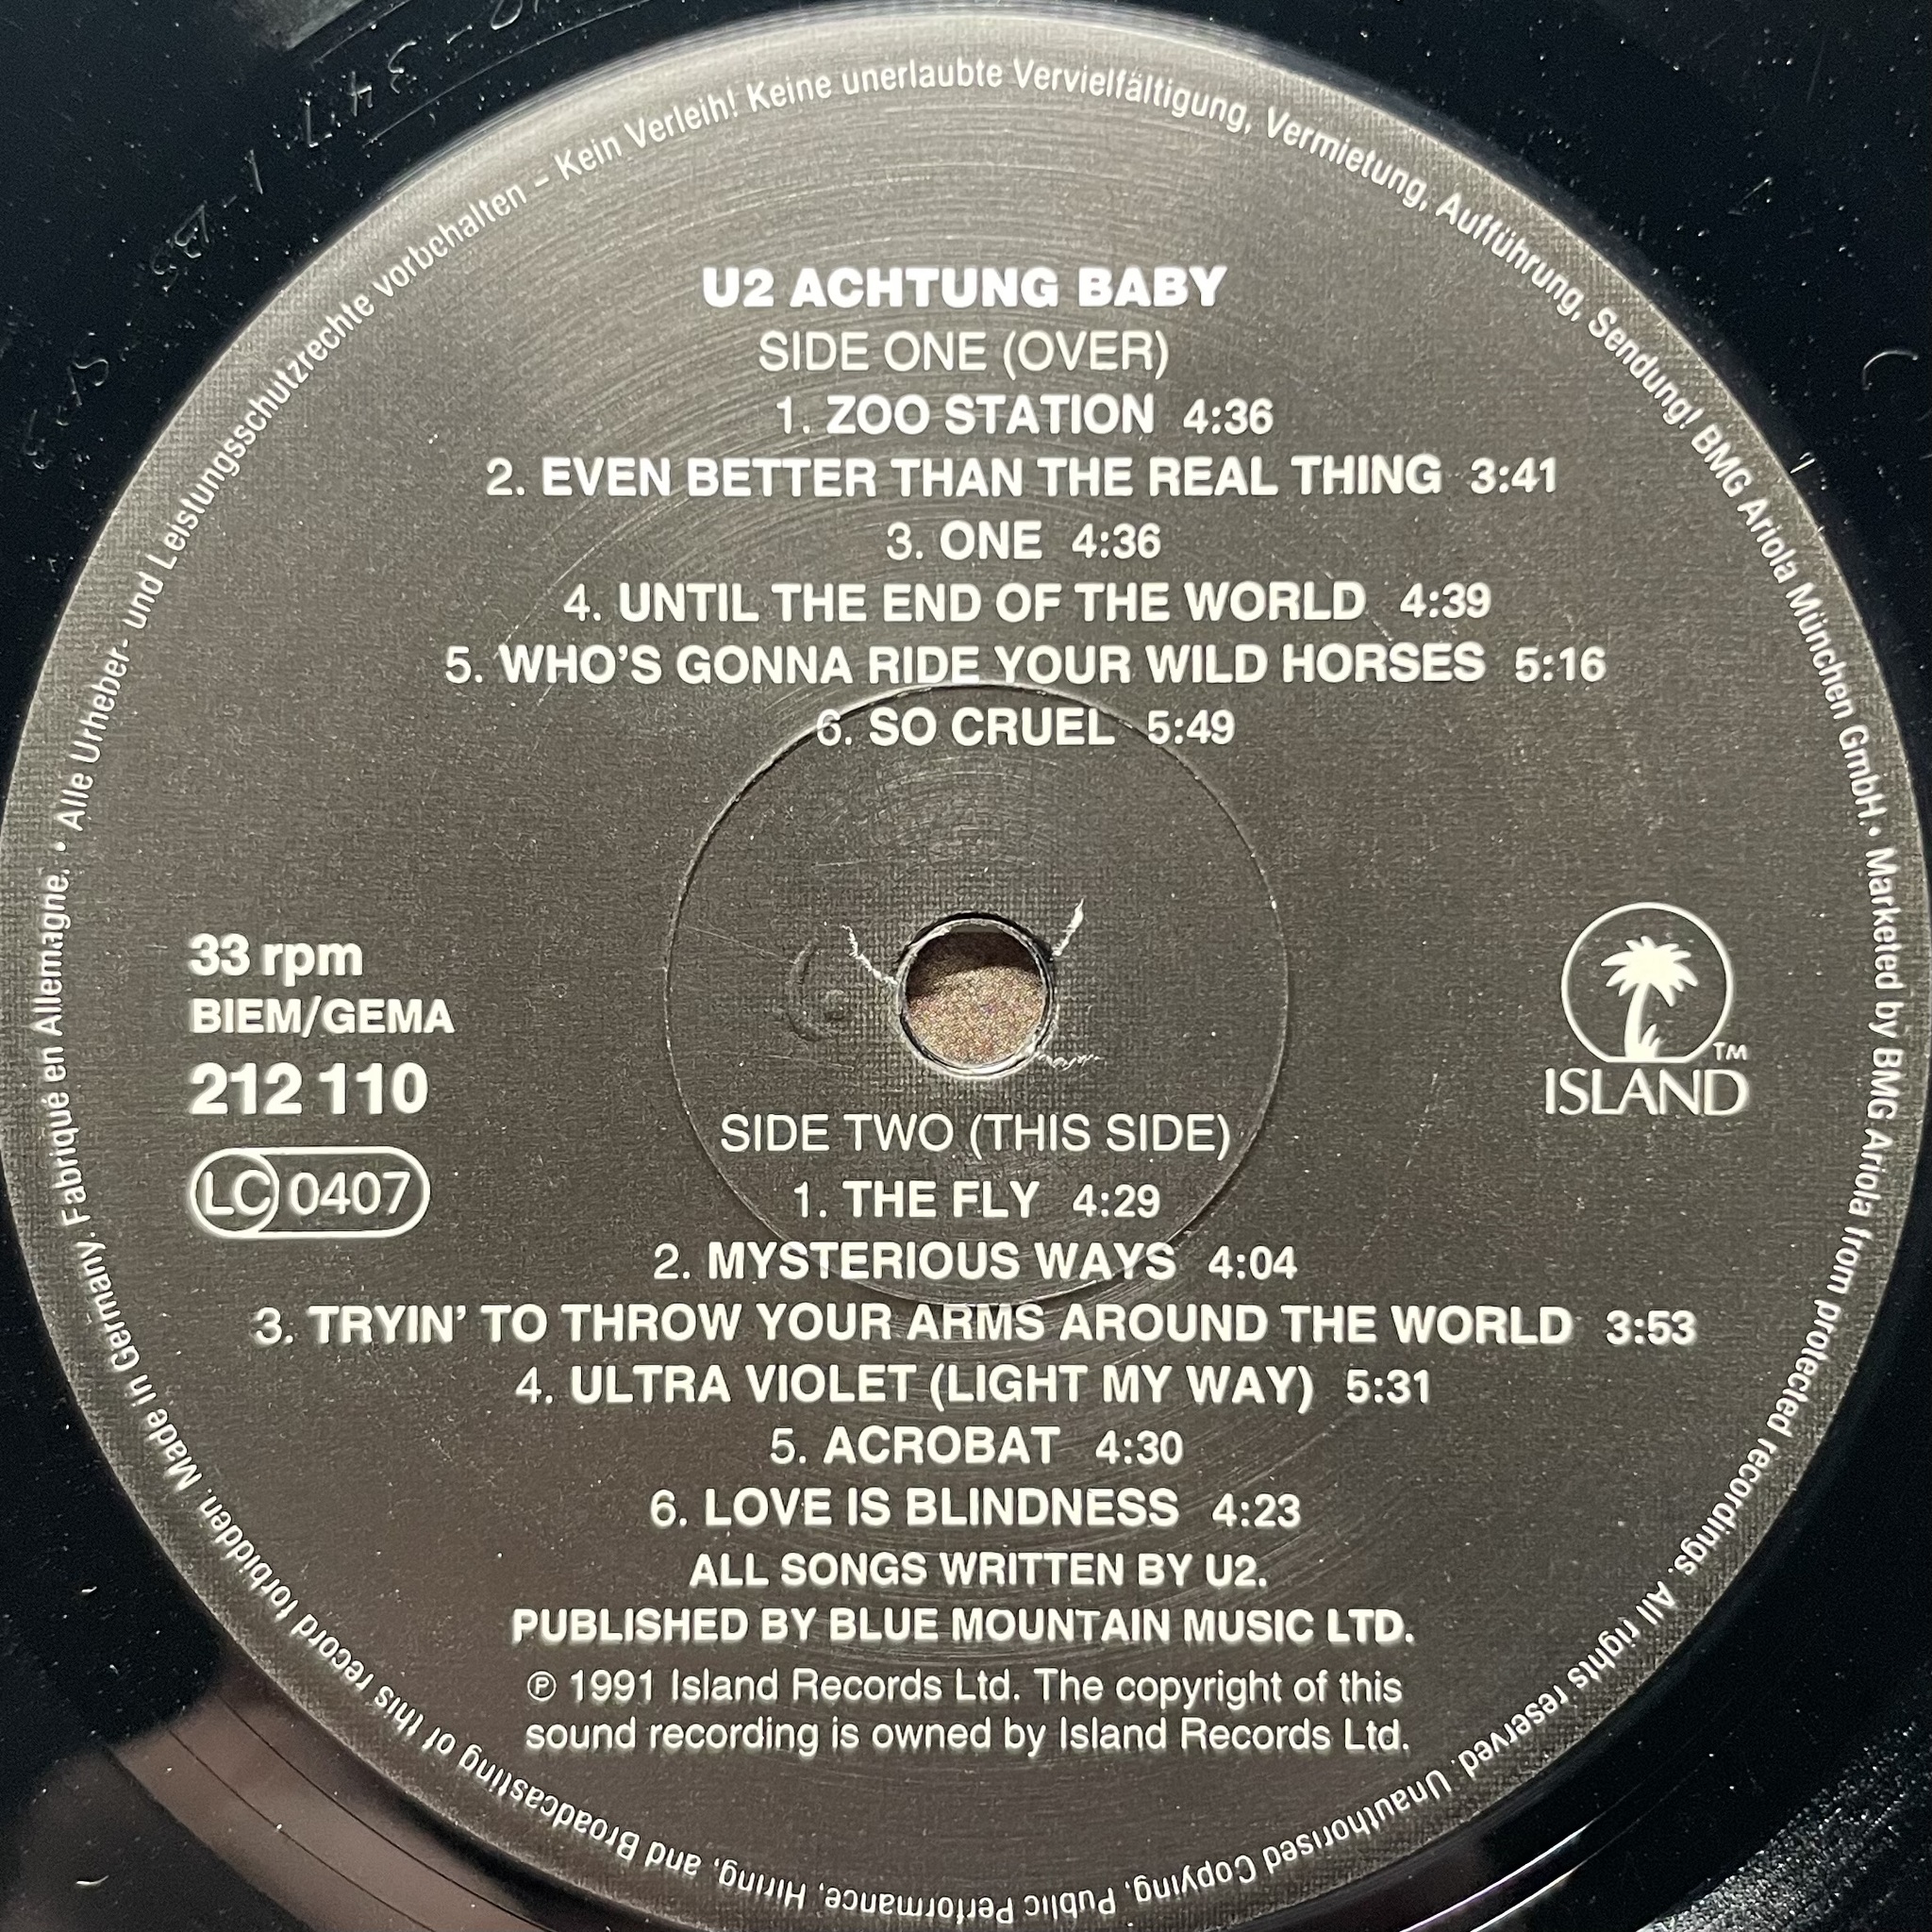 U2 ACHTUNG BABY
SIDE ONE (OVER)
1. ZOO STATION 4:36
2. EVEN BETTER THAN THE REAL THING 3:41
3. ONE 4:36
4. UNTIL THE END OF THE WORLD 4:39
5. WHO'S GONNA RIDE YOUR WILD HORSES 5:16
6. SO CRUEL 5:49
33 rpm
BIEM/GEMA
212 110
LC 0407
TM
ISLAND
SIDE TWO (THIS SIDE)
1. THE FLY 4:29
2. MYSTERIOUS WAYS 4:04
3. TRYIN' TO THROW YOUR ARMS AROUND THE WORLD 3:53
4. ULTRA VIOLET (LIGHT MY WAY) 5:31
5. ACROBAT 4:30
6. LOVE IS BLINDNESS 4:23
ALL SONGS WRITTEN BY U2.
PUBLISHED BY BLUE MOUNTAIN MUSIC LTD.
℗ 1991 Island Records Ltd. The copyright of this
sound recording is owned by Island Records Ltd.
• Alle Urheber- und Leistungsschutzrechte vorbehalten – Kein Verleih! Keine unerlaubte Vervielfältigung, Vermietung, Aufführung, Sendung! BMG Ariola München GmbH. • Marketed by BMG Ariola from protected recordings. All rights reserved. Unauthorised Copying, Public Performance, Hiring, and Broadcasting of this record forbidden. Made in Germany. Fabriqué en Allemagne.